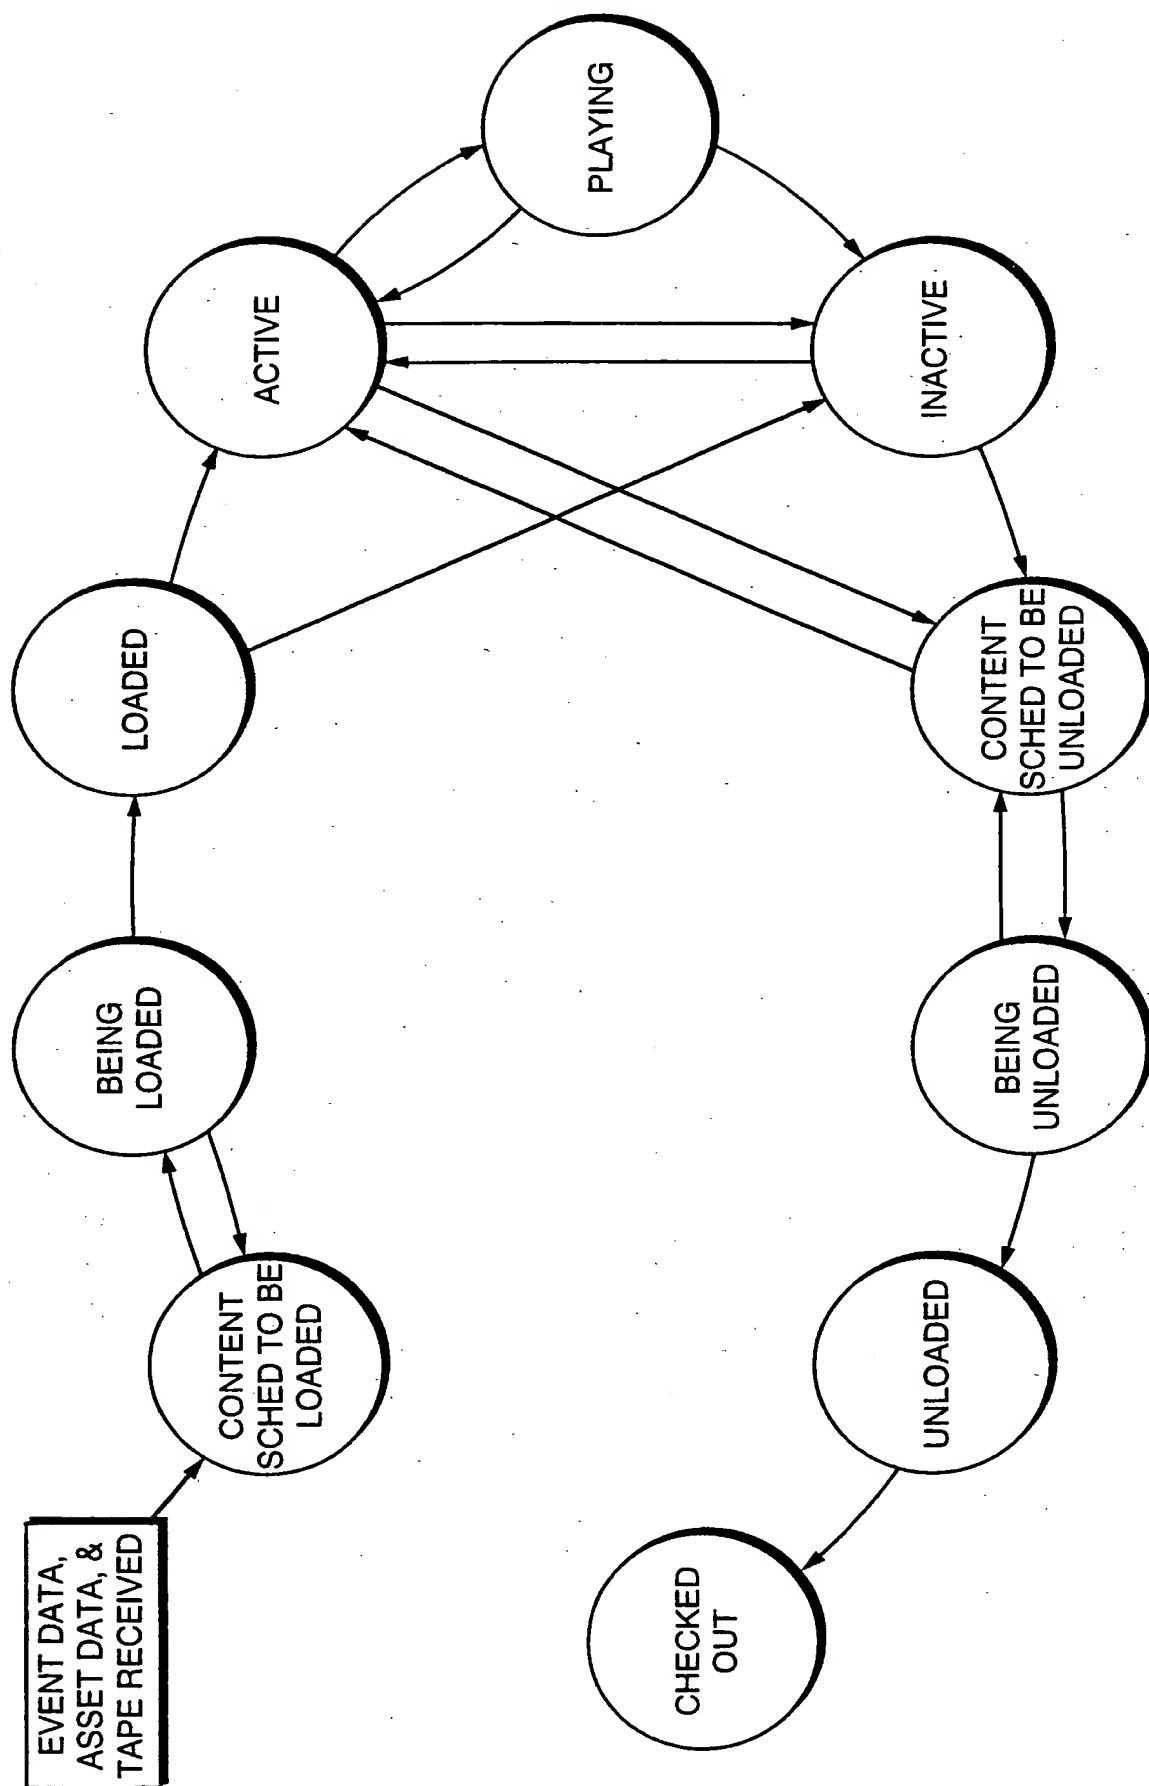 EVENT DATA,
ASSET DATA, &
TAPE RECEIVED
CONTENT
SCHED TO BE
LOADED
BEING
LOADED
LOADED
ACTIVE
PLAYING
INACTIVE
CONTENT
SCHED TO BE
UNLOADED
BEING
UNLOADED
UNLOADED
CHECKED
OUT